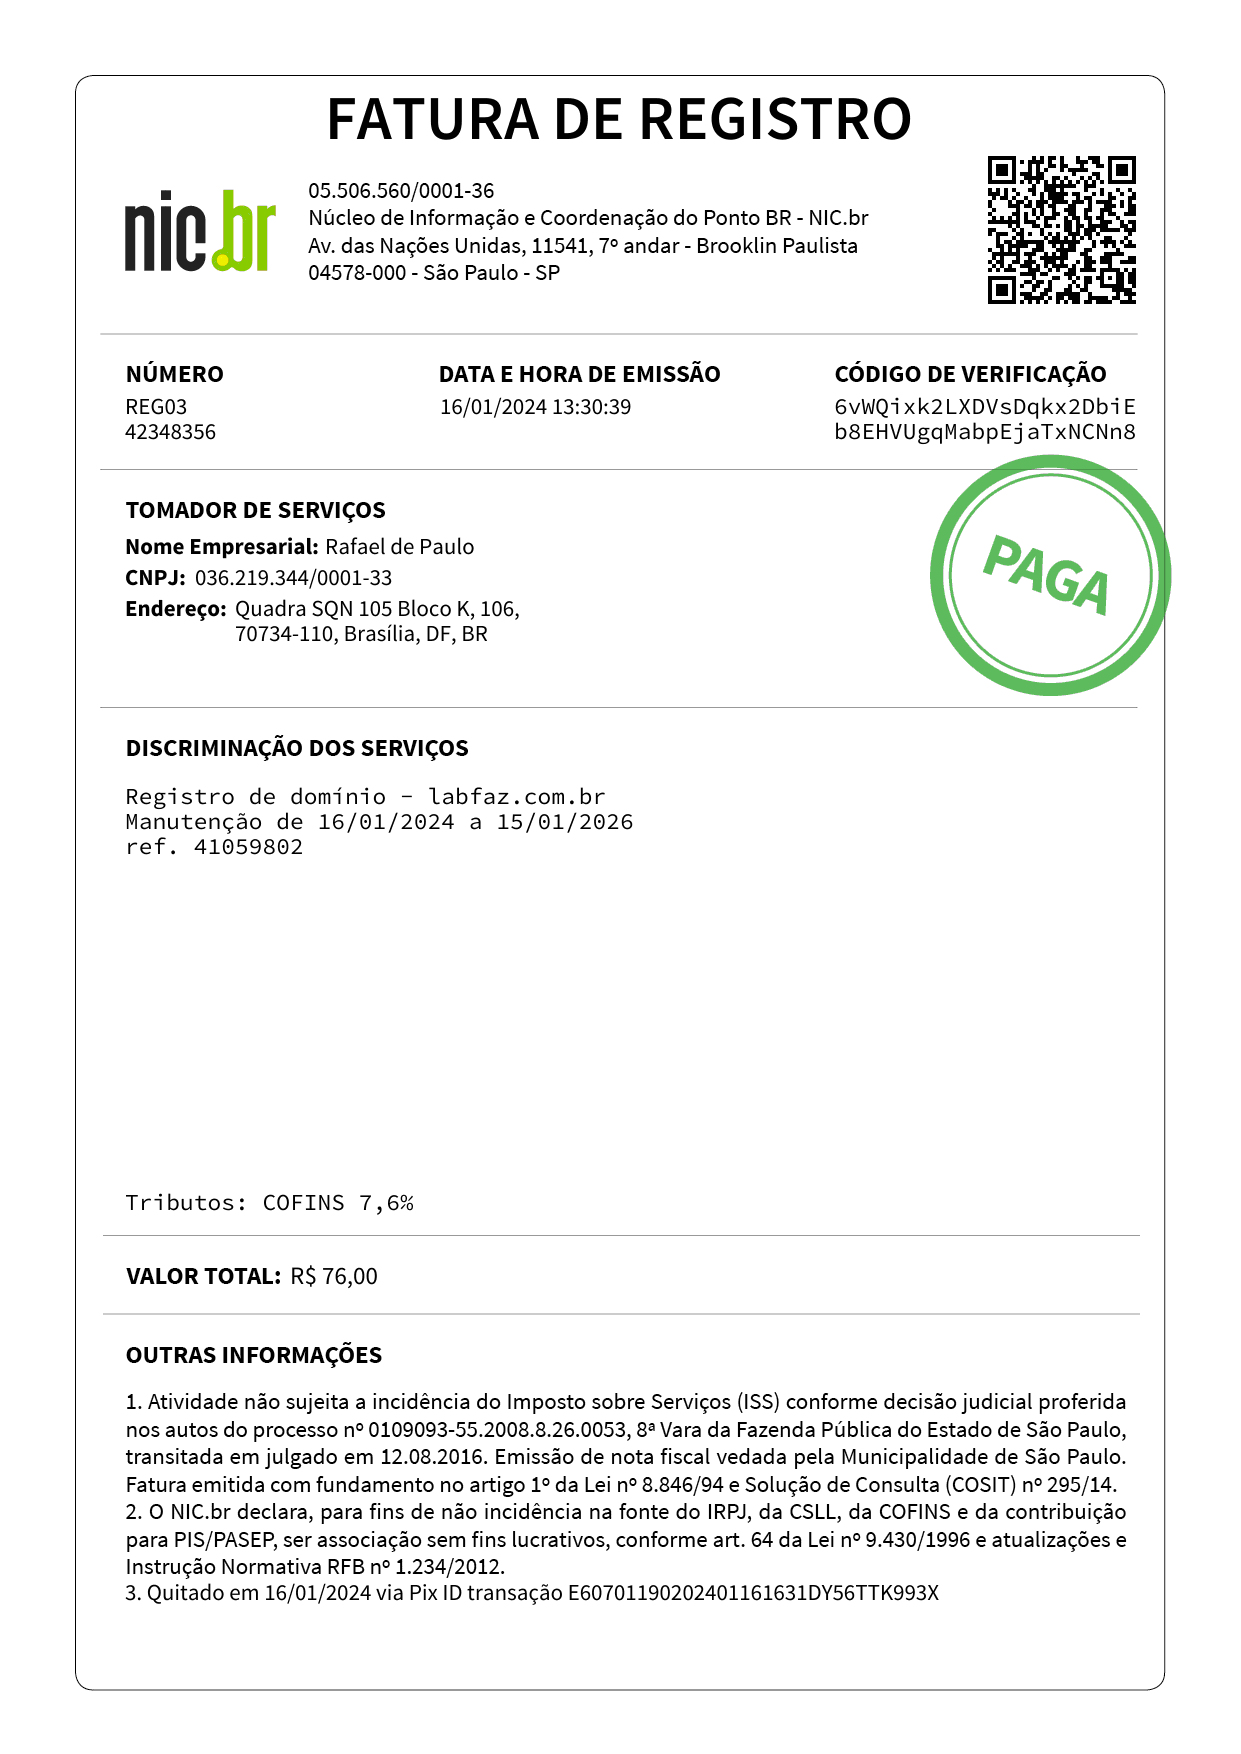 FATURA DE REGISTRO
nic.br
05.506.560/0001-36
Núcleo de Informação e Coordenação do Ponto BR - NIC.br
Av. das Nações Unidas, 11541, 7º andar - Brooklin Paulista
04578-000 - São Paulo - SP
NÚMERO
REG03
42348356
DATA E HORA DE EMISSÃO
16/01/2024 13:30:39
CÓDIGO DE VERIFICAÇÃO
6vWQixk2LXDVsDqkx2DbiE
b8EHVUgqMabpEjaTxNCNn8
TOMADOR DE SERVIÇOS
Nome Empresarial: Rafael de Paulo
CNPJ: 036.219.344/0001-33
Endereço: Quadra SQN 105 Bloco K, 106,
70734-110, Brasília, DF, BR
PAGA
DISCRIMINAÇÃO DOS SERVIÇOS
Registro de domínio - labfaz.com.br
Manutenção de 16/01/2024 a 15/01/2026
ref. 41059802
Tributos: COFINS 7,6%
VALOR TOTAL: R$ 76,00
OUTRAS INFORMAÇÕES
1. Atividade não sujeita a incidência do Imposto sobre Serviços (ISS) conforme decisão judicial proferida
nos autos do processo nº 0109093-55.2008.8.26.0053, 8ª Vara da Fazenda Pública do Estado de São Paulo,
transitada em julgado em 12.08.2016. Emissão de nota fiscal vedada pela Municipalidade de São Paulo.
Fatura emitida com fundamento no artigo 1º da Lei nº 8.846/94 e Solução de Consulta (COSIT) nº 295/14.
2. O NIC.br declara, para fins de não incidência na fonte do IRPJ, da CSLL, da COFINS e da contribuição
para PIS/PASEP, ser associação sem fins lucrativos, conforme art. 64 da Lei nº 9.430/1996 e atualizações e
Instrução Normativa RFB nº 1.234/2012.
3. Quitado em 16/01/2024 via Pix ID transação E60701190202401161631DY56TTK993X